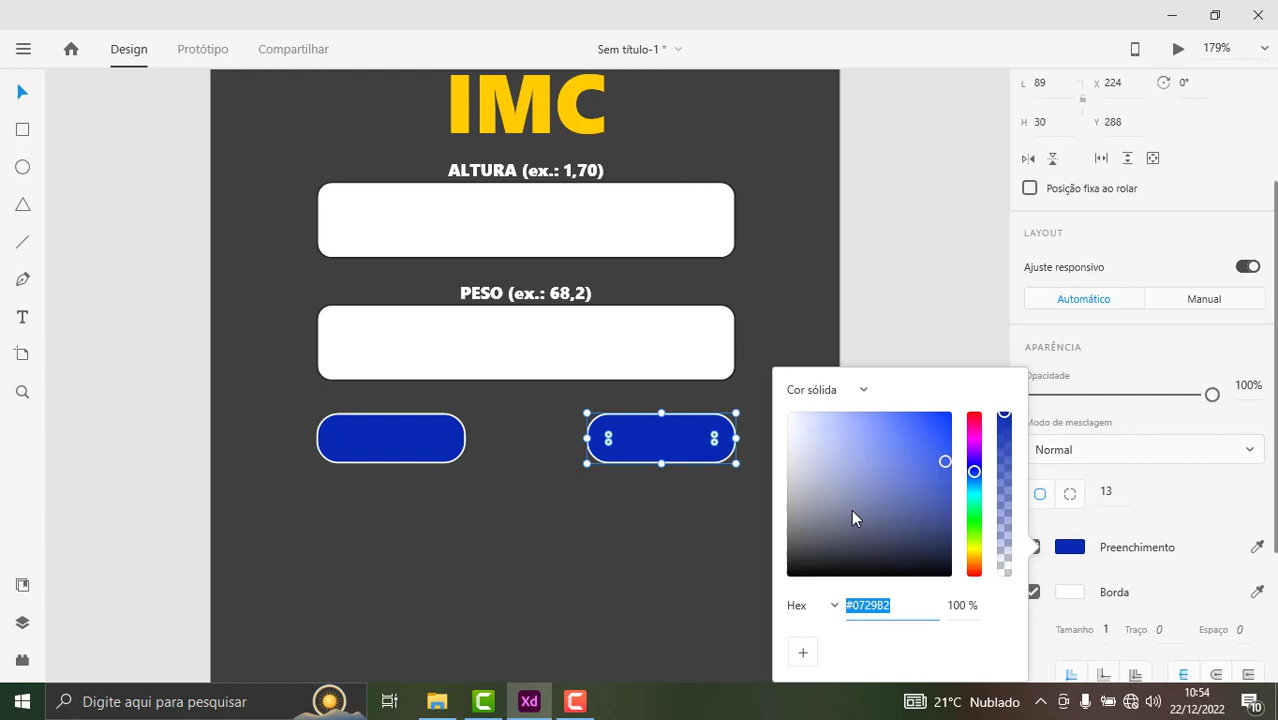 Design Protótipo Compartilhar Sem título-1 * 179%
L 89 X 224 0°
H 30 Y 288
IMC
ALTURA (ex.: 1,70)
PESO (ex.: 68,2)
Posição fixa ao rolar
LAYOUT
Ajuste responsivo
Automático Manual
APARÊNCIA
Opacidade
100%
Modo de mesclagem
Normal
13
Preenchimento
Borda
Tamanho 1 Traço 0 Espaço 0
Cor sólida
Hex #0729B2 100 %
+
Digite aqui para pesquisar
Xd
21°C Nublado
10:54
22/12/2022
10